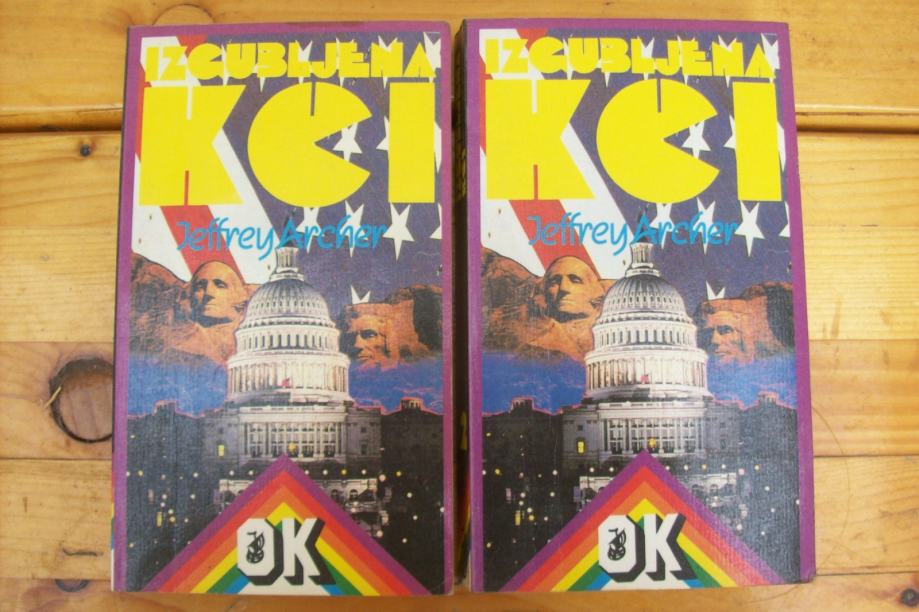 IZGUBLJENA
KĆI
Jeffrey Archer
OK
IZGUBLJENA
KĆI
Jeffrey Archer
OK